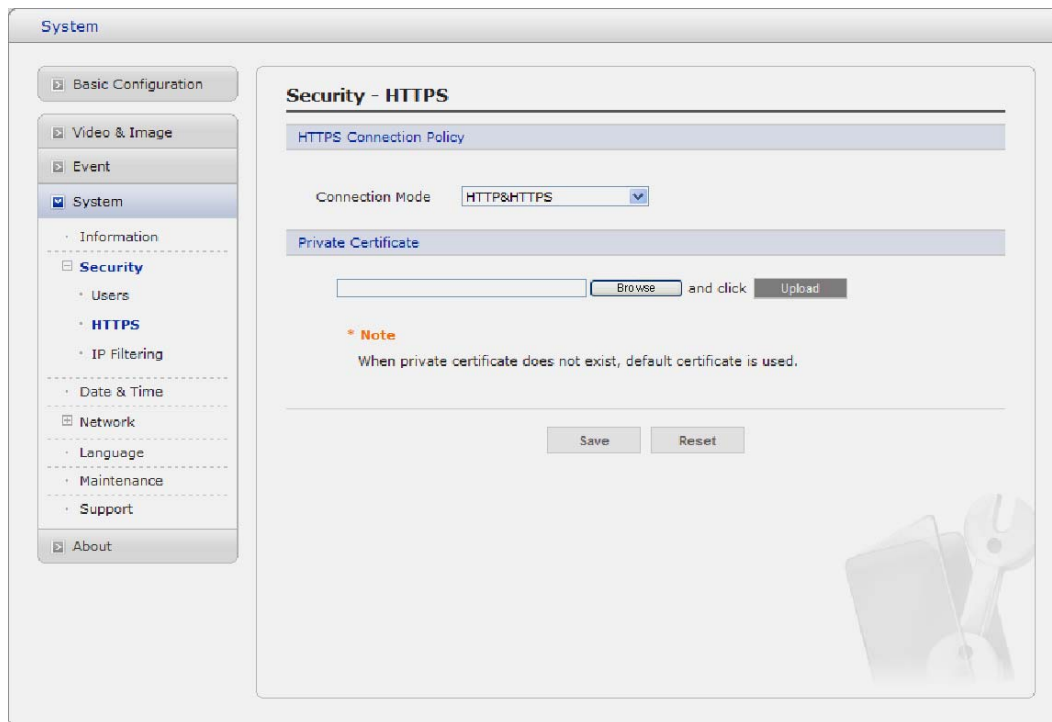 System
Basic Configuration
Video & Image
Event
System
Information
Security
Users
HTTPS
IP Filtering
Date & Time
Network
Language
Maintenance
Support
About
Security - HTTPS
HTTPS Connection Policy
Connection Mode HTTP&HTTPS
Private Certificate
Browse and click Upload
* Note
When private certificate does not exist, default certificate is used.
Save Reset